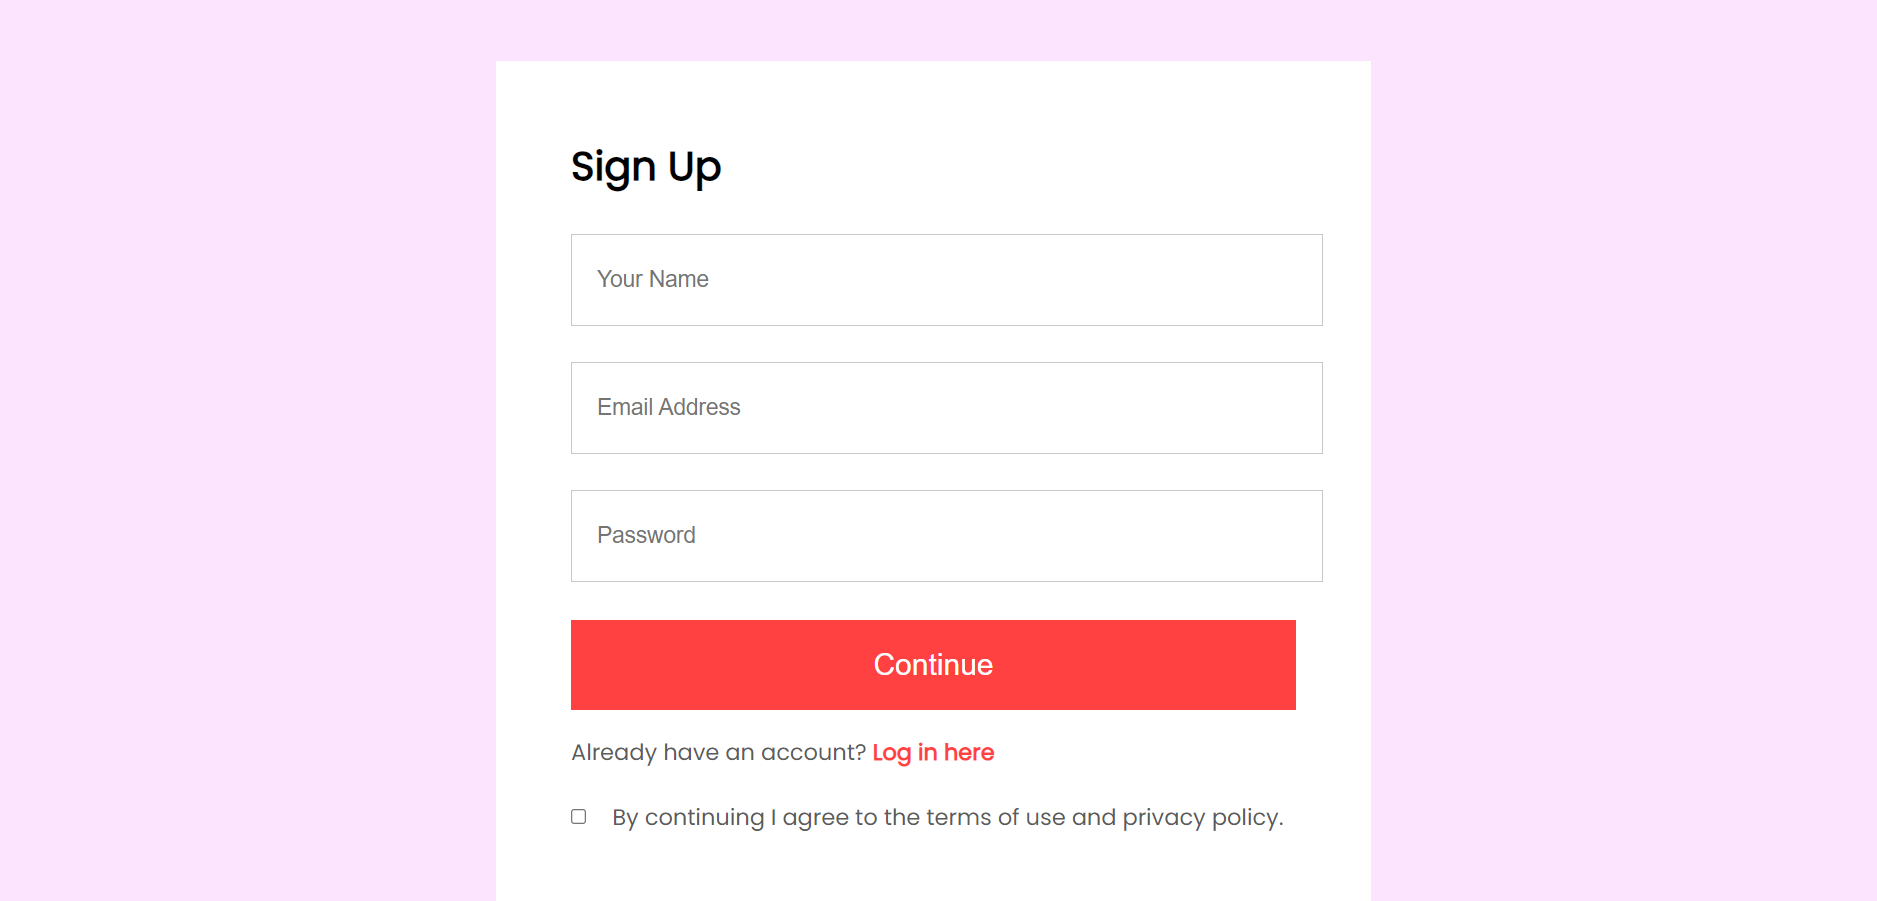 Sign Up
Your Name
Email Address
Password
Continue
Already have an account? Log in here
By continuing I agree to the terms of use and privacy policy.